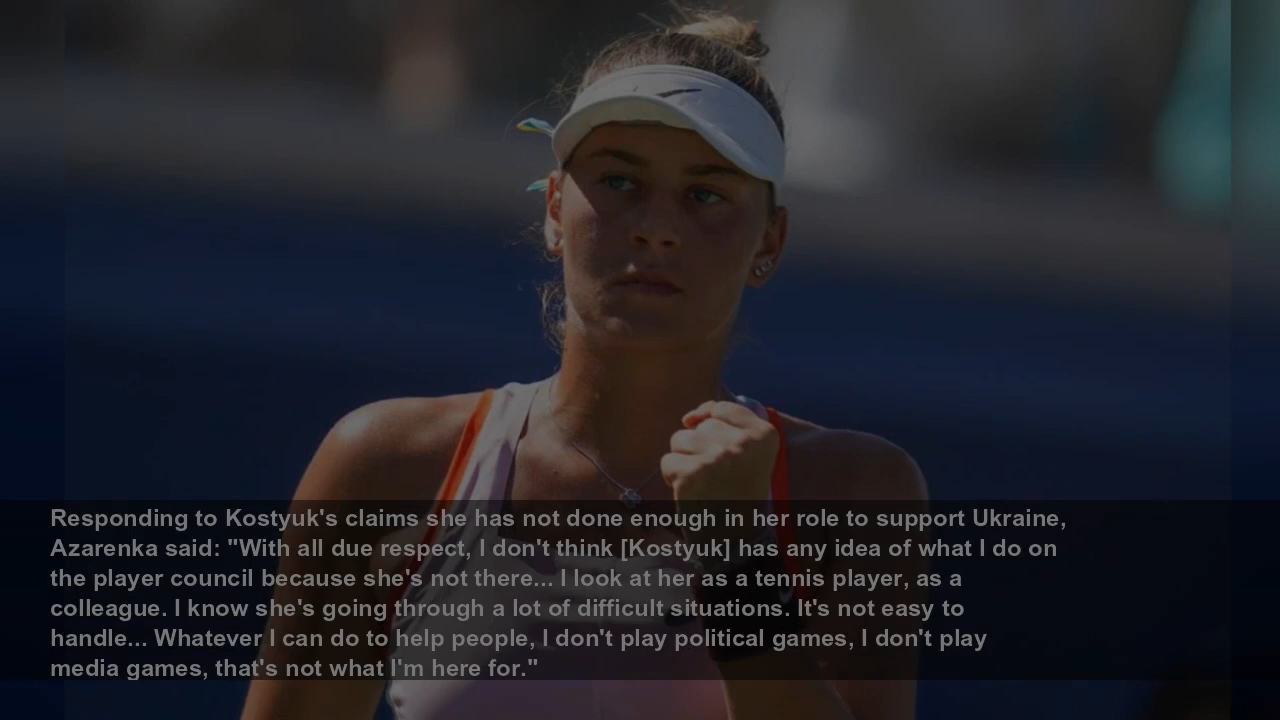 Responding to Kostyuk's claims she has not done enough in her role to support Ukraine,
Azarenka said: "With all due respect, I don't think [Kostyuk] has any idea of what I do on
the player council because she's not there... I look at her as a tennis player, as a
colleague. I know she's going through a lot of difficult situations. It's not easy to
handle... Whatever I can do to help people, I don't play political games, I don't play
media games, that's not what I'm here for."